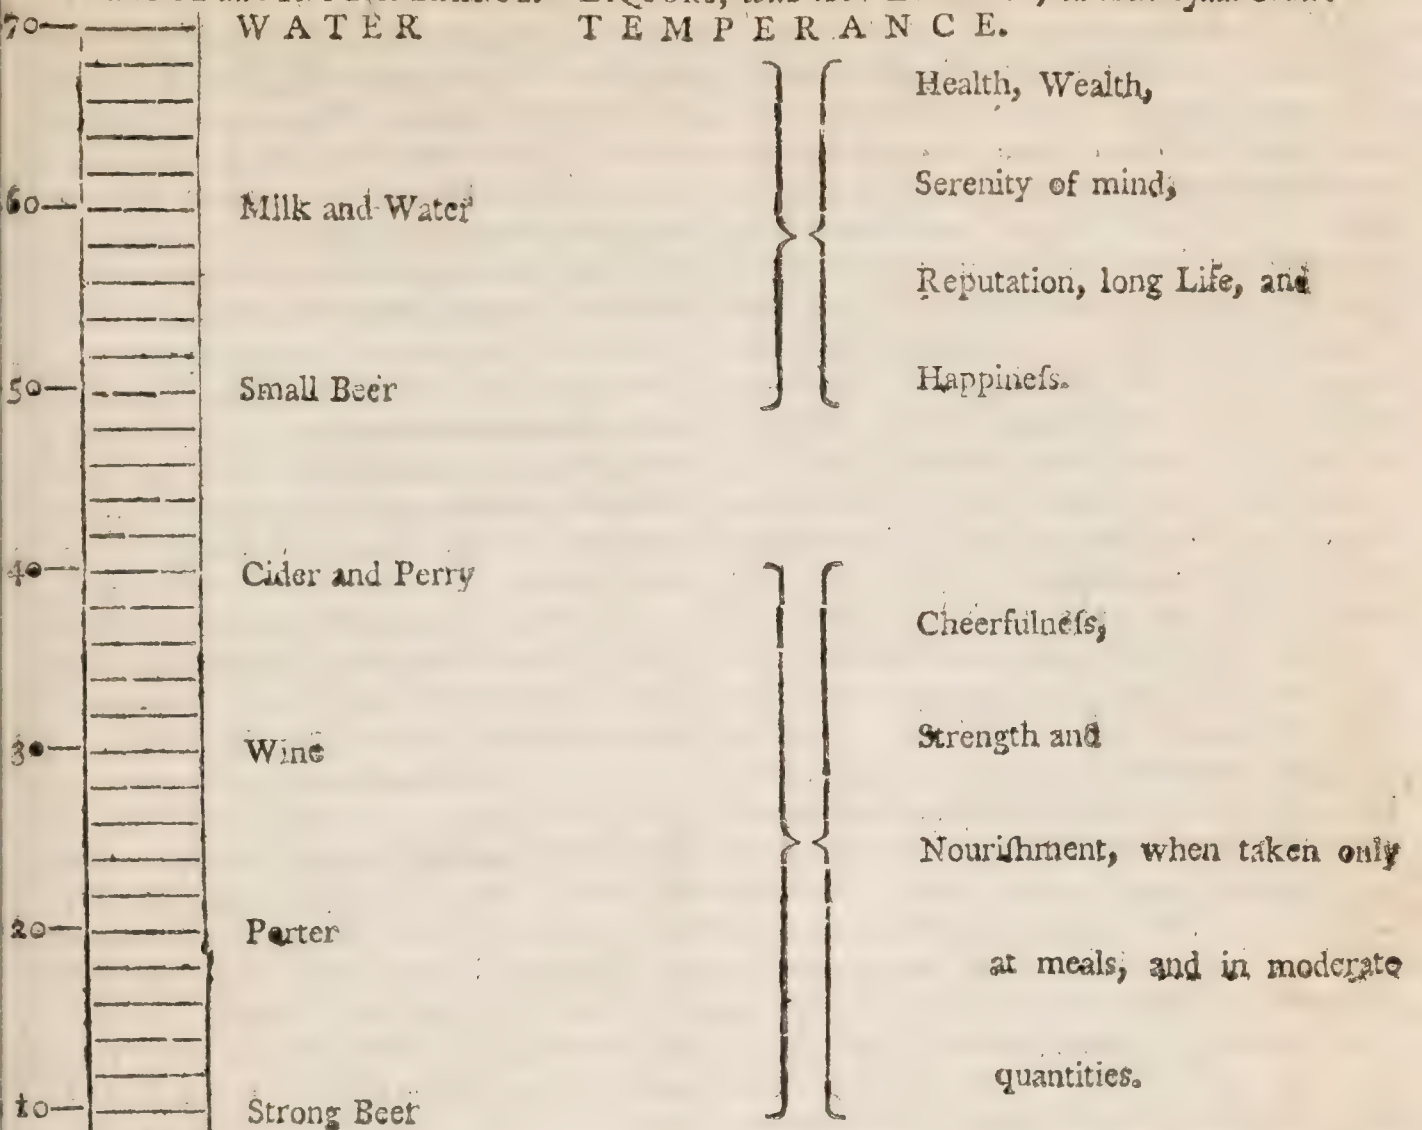 LIQUORS,
70 WATER TEMPERANCE.
Health, Wealth,
Serenity of mind,
60 Milk and Water
Reputation, long Life, and
50 Small Beer
Happineſs.
40 Cider and Perry
Cheerfulneſs,
Strength and
30 Wine
Nouriſhment, when taken only
20 Porter
at meals, and in moderate
quantities.
10 Strong Beer